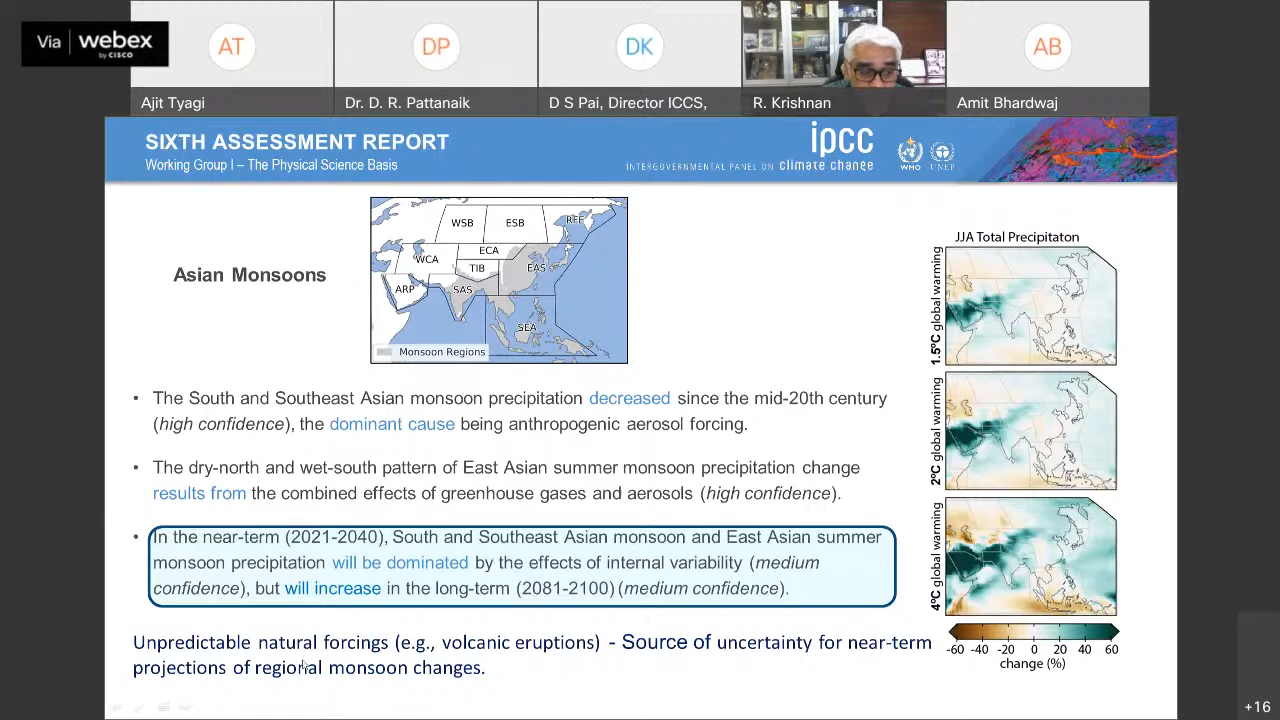 Via webex
by CISCO
AT
DP
DK
AB
Ajit Tyagi
Dr. D. R. Pattanaik
D S Pai, Director ICCS,
R. Krishnan
Amit Bhardwaj
SIXTH ASSESSMENT REPORT
Working Group I – The Physical Science Basis
ipcc
INTERGOVERNMENTAL PANEL ON climate change
WMO
UNEP
Asian Monsoons
WSB
ESB
RFE
ECA
WCA
TIB
EAS
ARP
SAS
SEA
Monsoon Regions
JJA Total Precipitaton
1.5ºC global warming
2ºC global warming
4ºC global warming
-60 -40 -20 0 20 40 60
change (%)
• The South and Southeast Asian monsoon precipitation decreased since the mid-20th century
(high confidence), the dominant cause being anthropogenic aerosol forcing.
• The dry-north and wet-south pattern of East Asian summer monsoon precipitation change
results from the combined effects of greenhouse gases and aerosols (high confidence).
• In the near-term (2021-2040), South and Southeast Asian monsoon and East Asian summer
monsoon precipitation will be dominated by the effects of internal variability (medium
confidence), but will increase in the long-term (2081-2100) (medium confidence).
Unpredictable natural forcings (e.g., volcanic eruptions) - Source of uncertainty for near-term
projections of regional monsoon changes.
+16